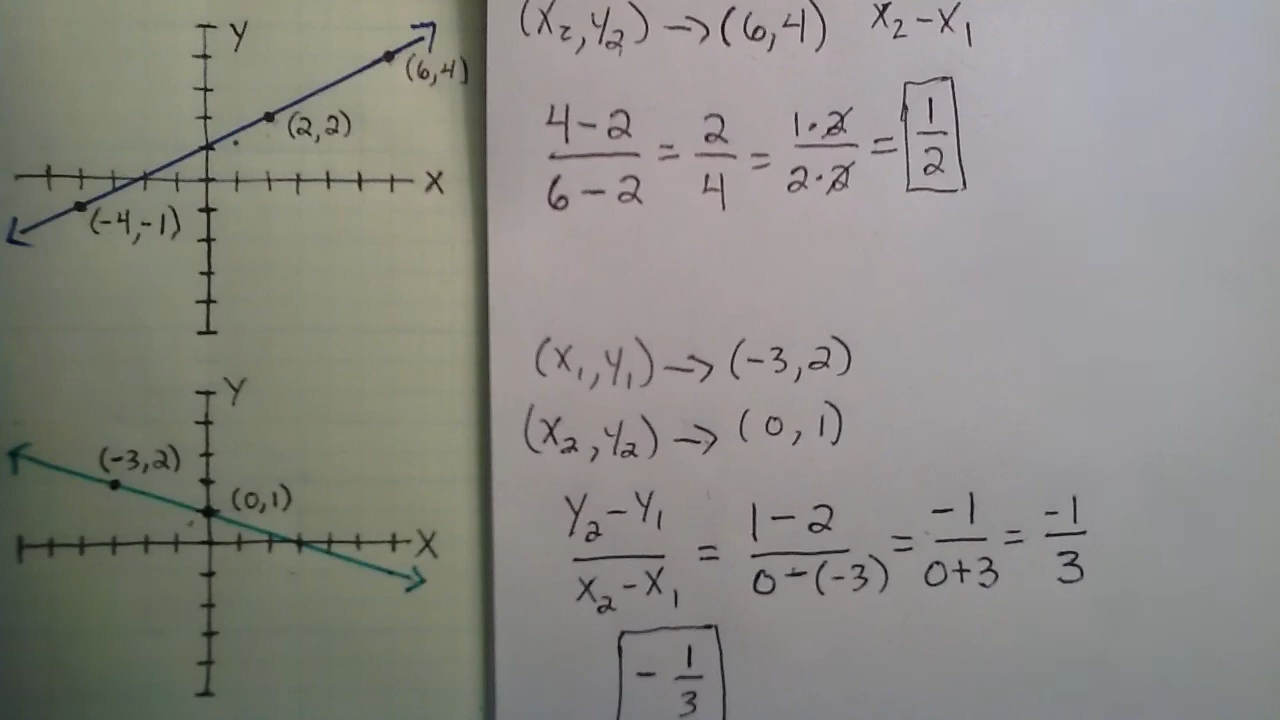 Y
(6,4)
(2,2)
X
(-4,-1)
Y
(-3,2)
(0,1)
X
(x₂,y₂) → (6,4) x₂-x₁
4-2/6-2 = 2/4 = 1·2/2·2 = 1/2
(x₁,y₁) → (-3,2)
(x₂,y₂) → (0,1)
y₂-y₁/x₂-x₁ = 1-2/0-(-3) = -1/0+3 = -1/3
- 1/3